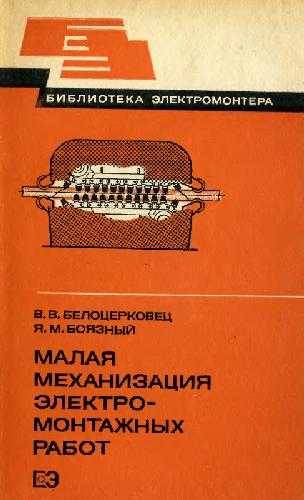 БИБЛИОТЕКА ЭЛЕКТРОМОНТЕРА
В. В. БЕЛОЦЕРКОВЕЦ
Я. М. БОЯЗНЫЙ
МАЛАЯ
МЕХАНИЗАЦИЯ
ЭЛЕКТРО-
МОНТАЖНЫХ
РАБОТ